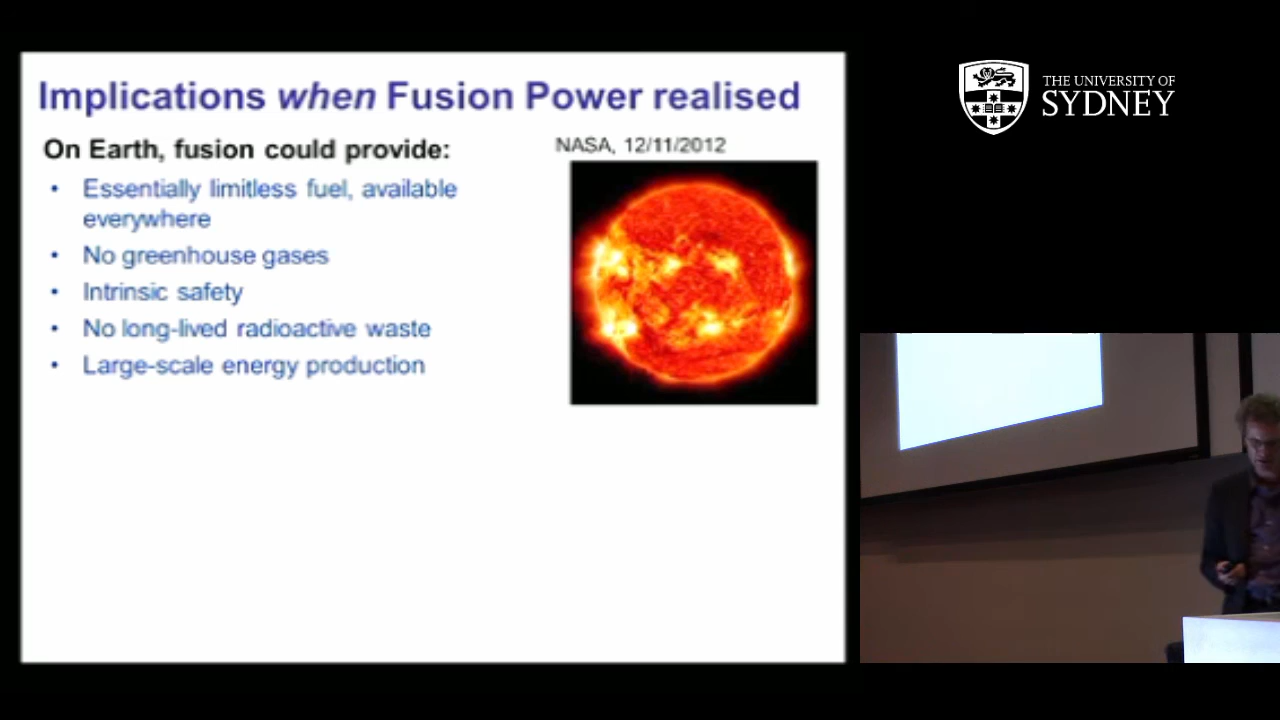 Implications when Fusion Power realised
On Earth, fusion could provide:
• Essentially limitless fuel, available
everywhere
• No greenhouse gases
• Intrinsic safety
• No long-lived radioactive waste
• Large-scale energy production
NASA, 12/11/2012
THE UNIVERSITY OF
SYDNEY